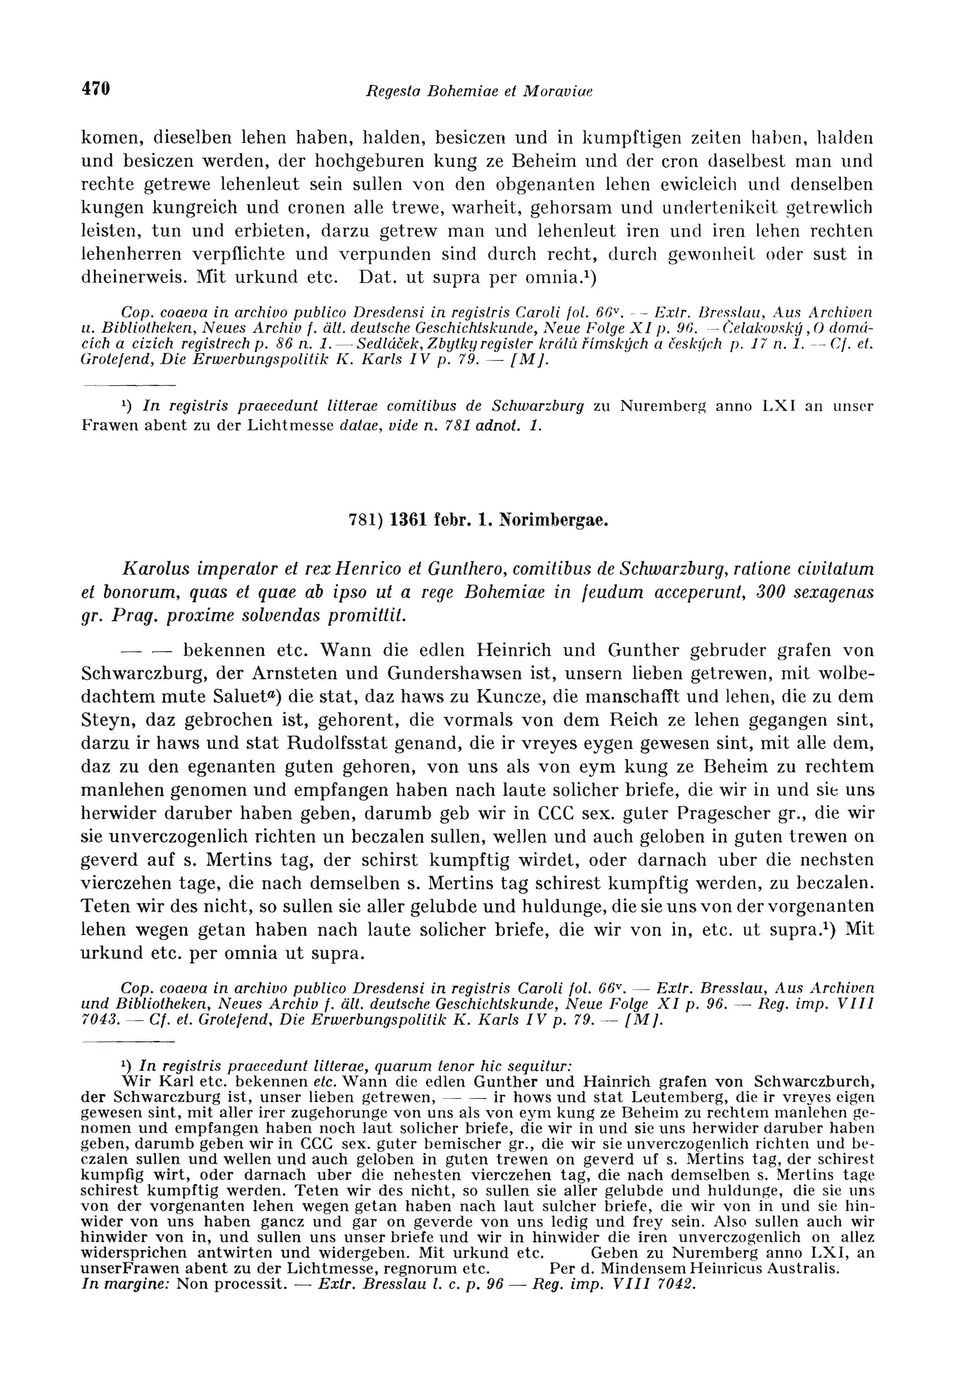 470
Regesta Bohemiae et Moraviae
komen, dieselben lehen haben, halden, besiczen und in kumpftigen zeiten haben, halden
und besiczen werden, der hochgeburen kung ze Beheim und der cron daselbest man und
rechte getrewe lehenleut sein sullen von den obgenanten lehen ewicleich und denselben
kungen kungreich und cronen alle trewe, warheit, gehorsam und undertenikeit getrewlich
leisten, tun und erbieten, darzu getrew man und lehenleut iren und iren lehen rechten
lehenherren verpflichte und verpunden sind durch recht, durch gewonheit oder sust in
dheinerweis. Mit urkund etc. Dat. ut supra per omnia.¹)
Cop. coaeva in archivo publico Dresdensi in registris Caroli fol. 66ᵛ. — Extr. Bresslau, Aus Archiven
u. Bibliotheken, Neues Archiv f. ält. deutsche Geschichtskunde, Neue Folge XI p. 96. — Čelakovský, O domá-
cích a cizích registrech p. 86 n. 1. — Sedláček, Zbytky register králů římských a českých p. 17 n. 1. — Cf. et.
Grotefend, Die Erwerbungspolitik K. Karls IV p. 79. — [M].
¹) In registris praecedunt litterae comitibus de Schwarzburg zu Nuremberg anno LXI an unser
Frawen abent zu der Lichtmesse datae, vide n. 781 adnot. 1.
781) 1361 febr. 1. Norimbergae.
Karolus imperator et rex Henrico et Gunthero, comitibus de Schwarzburg, ratione civitatum
et bonorum, quas et quae ab ipso ut a rege Bohemiae in feudum acceperunt, 300 sexagenas
gr. Prag. proxime solvendas promittit.
— — bekennen etc. Wann die edlen Heinrich und Gunther gebruder grafen von
Schwarczburg, der Arnsteten und Gundershawsen ist, unsern lieben getrewen, mit wolbe-
dachtem mute Saluetᵃ) die stat, daz haws zu Kuncze, die manschafft und lehen, die zu dem
Steyn, daz gebrochen ist, gehorent, die vormals von dem Reich ze lehen gegangen sint,
darzu ir haws und stat Rudolfsstat genand, die ir vreyes eygen gewesen sint, mit alle dem,
daz zu den egenanten guten gehoren, von uns als von eym kung ze Beheim zu rechtem
manlehen genomen und empfangen haben nach laute solicher briefe, die wir in und sie uns
herwider daruber haben geben, darumb geb wir in CCC sex. guter Pragescher gr., die wir
sie unverczogenlich richten un beczalen sullen, wellen und auch geloben in guten trewen on
geverd auf s. Mertins tag, der schirst kumpftig wirdet, oder darnach uber die nechsten
vierczehen tage, die nach demselben s. Mertins tag schirest kumpftig werden, zu beczalen.
Teten wir des nicht, so sullen sie aller gelubde und huldunge, die sie uns von der vorgenanten
lehen wegen getan haben nach laute solicher briefe, die wir von in, etc. ut supra.¹) Mit
urkund etc. per omnia ut supra.
Cop. coaeva in archivo publico Dresdensi in registris Caroli fol. 66ᵛ. — Extr. Bresslau, Aus Archiven
und Bibliotheken, Neues Archiv f. ält. deutsche Geschichtskunde, Neue Folge XI p. 96. — Reg. imp. VIII
7043. — Cf. et. Grotefend, Die Erwerbungspolitik K. Karls IV p. 79. — [M].
¹) In registris praecedunt litterae, quarum tenor hic sequitur:
Wir Karl etc. bekennen etc. Wann die edlen Gunther und Hainrich grafen von Schwarczburch,
der Schwarczburg ist, unser lieben getrewen, — — ir hows und stat Leutemberg, die ir vreyes eigen
gewesen sint, mit aller irer zugehorunge von uns als von eym kung ze Beheim zu rechtem manlehen ge-
nomen und empfangen haben noch laut solicher briefe, die wir in und sie uns herwider daruber haben
geben, darumb geben wir in CCC sex. guter bemischer gr., die wir sie unverczogenlich richten und be-
czalen sullen und wellen und auch geloben in guten trewen on geverd uf s. Mertins tag, der schirest
kumpfig wirt, oder darnach uber die nehesten vierczehen tag, die nach demselben s. Mertins tage
schirest kumpftig werden. Teten wir des nicht, so sullen sie aller gelubde und huldunge, die sie uns
von der vorgenanten lehen wegen getan haben nach laut sulcher briefe, die wir von in und sie hin-
wider von uns haben gancz und gar on geverde von uns ledig und frey sein. Also sullen auch wir
hinwider von in, und sullen uns unser briefe und wir in hinwider die iren unverczogenlich on allez
widersprichen antwirten und widergeben. Mit urkund etc. Geben zu Nuremberg anno LXI, an
unserFrawen abent zu der Lichtmesse, regnorum etc. Per d. Mindensem Heinricus Australis.
In margine: Non processit. — Extr. Bresslau l. c. p. 96 — Reg. imp. VIII 7042.